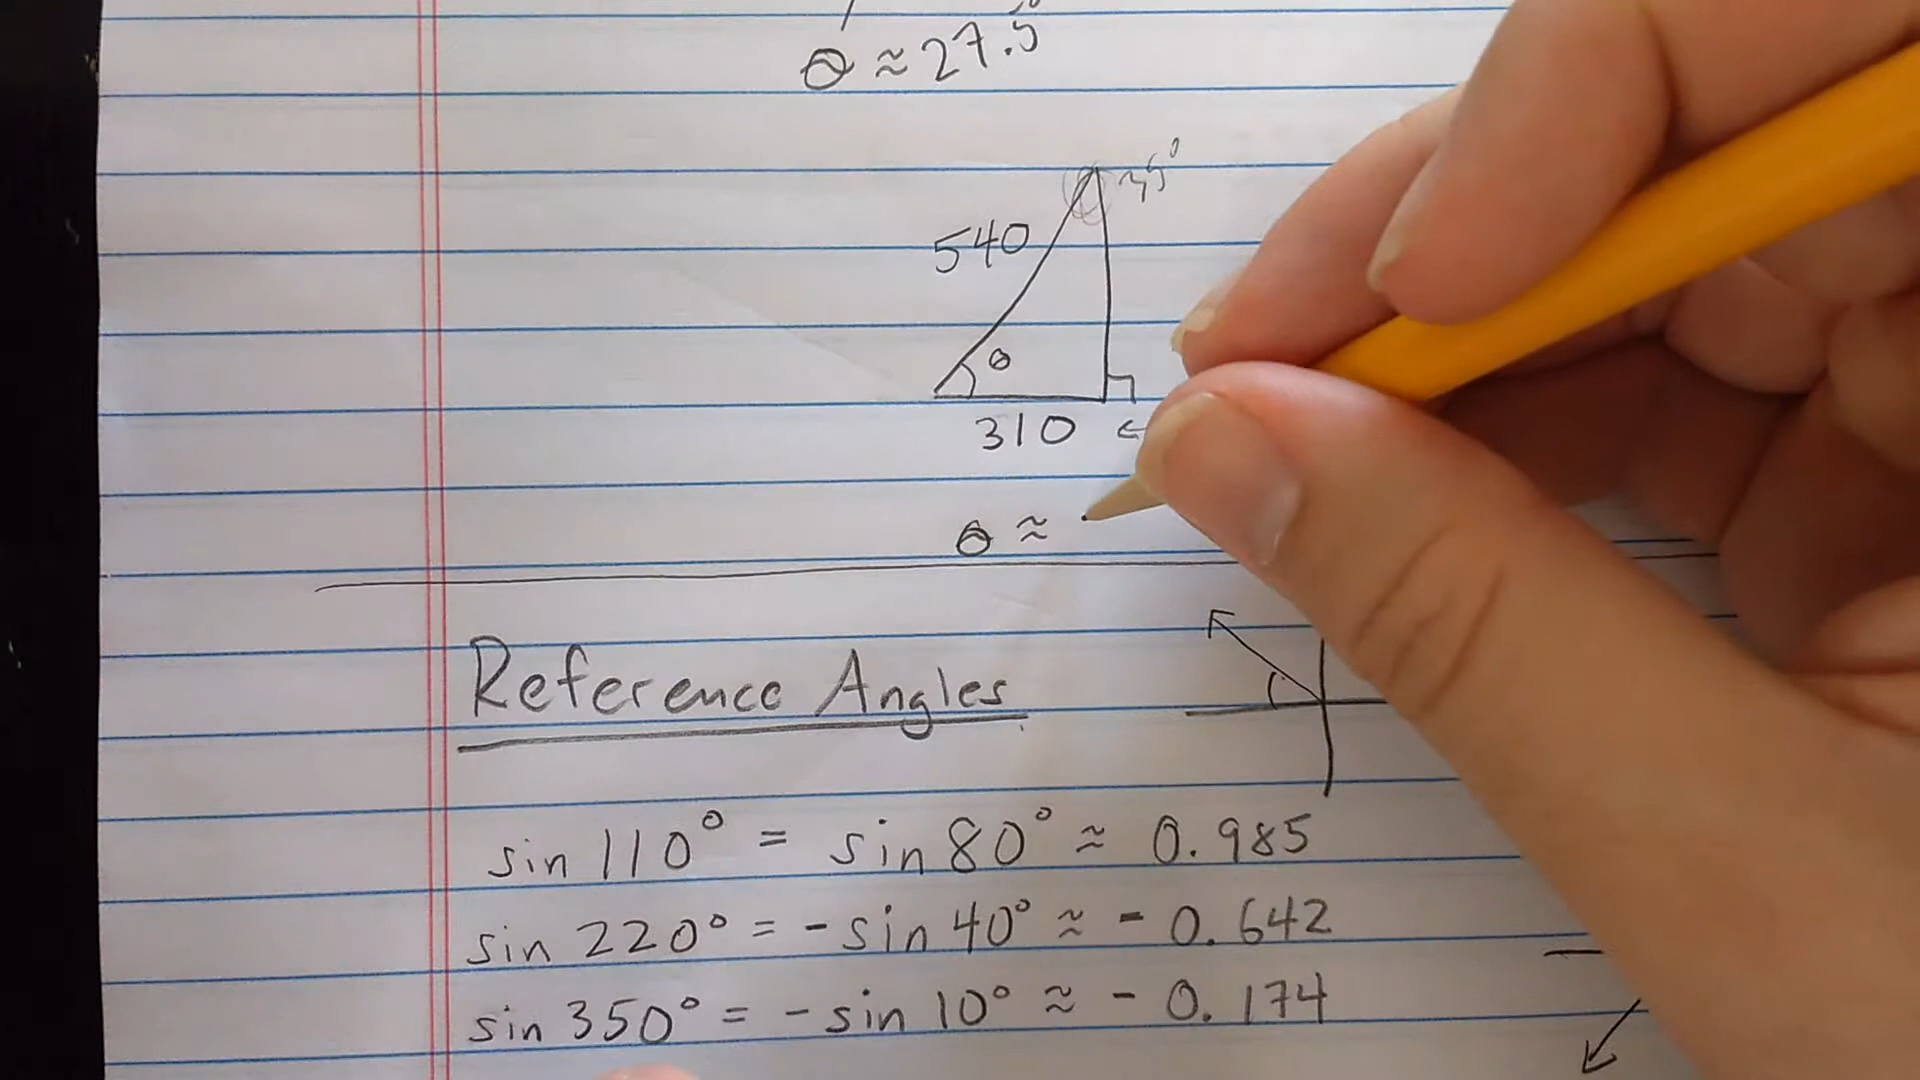 θ ≈ 27.5°
540
θ
310 ←
θ ≈
Reference Angles
sin 110° = sin 80° ≈ 0.985
sin 220° = -sin 40° ≈ - 0.642
sin 350° = -sin 10° ≈ - 0.174